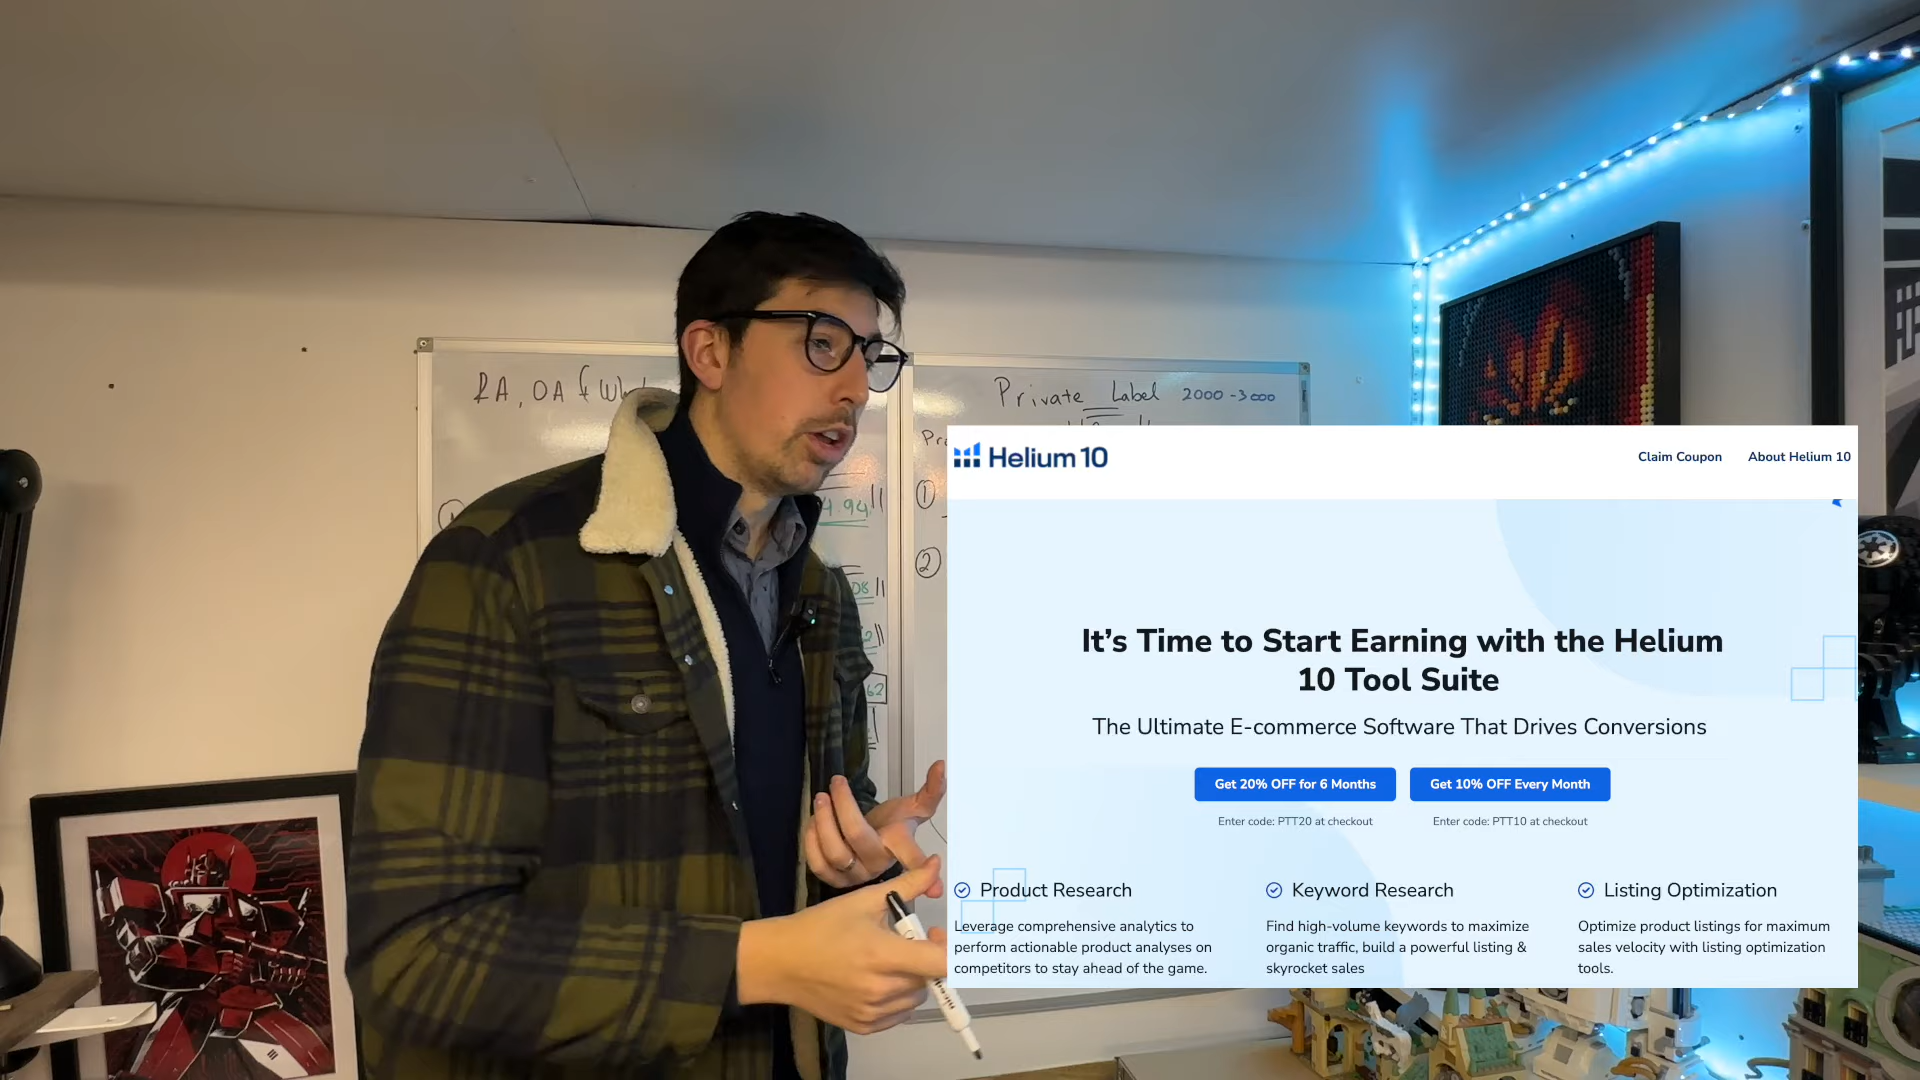 RA, OA &
Private Label 2000-3000
4.94
1
2
62
Helium 10
Claim Coupon
About Helium 10
It's Time to Start Earning with the Helium
10 Tool Suite
The Ultimate E-commerce Software That Drives Conversions
Get 20% OFF for 6 Months
Get 10% OFF Every Month
Enter code: PTT20 at checkout
Enter code: PTT10 at checkout
Product Research
Leverage comprehensive analytics to
perform actionable product analyses on
competitors to stay ahead of the game.
Keyword Research
Find high-volume keywords to maximize
organic traffic, build a powerful listing &
skyrocket sales
Listing Optimization
Optimize product listings for maximum
sales velocity with listing optimization
tools.